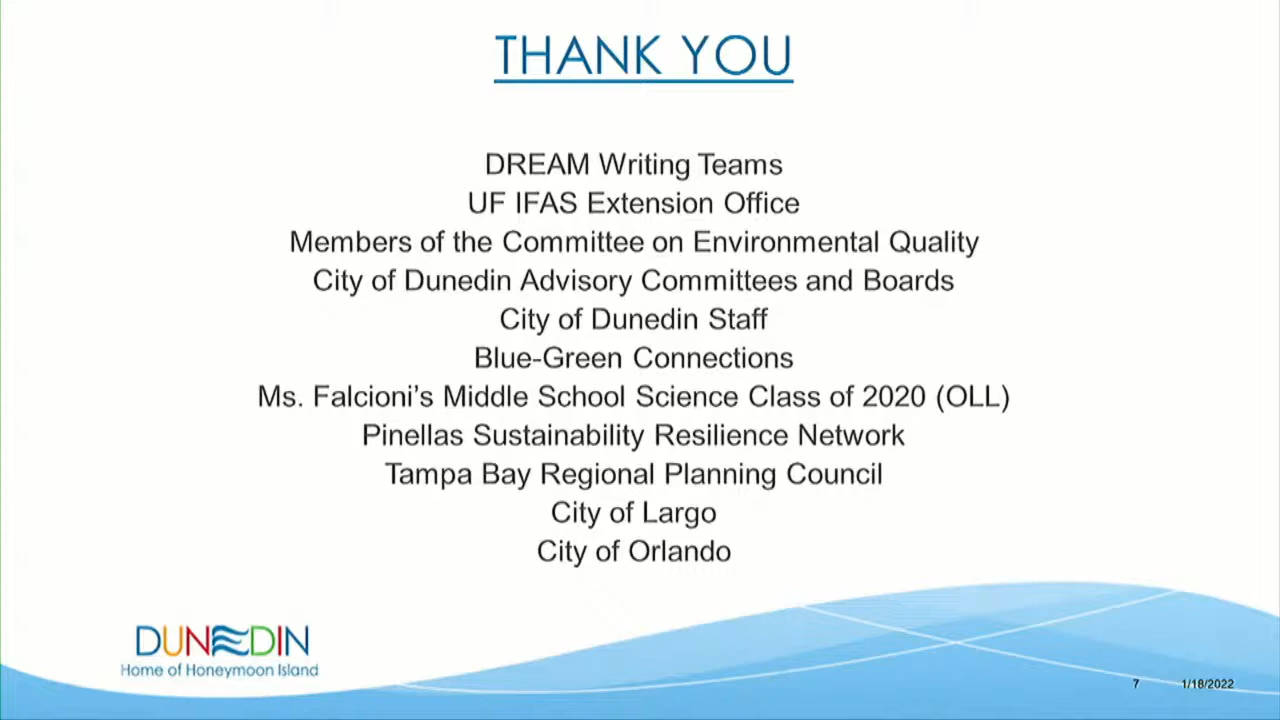 THANK YOU
DREAM Writing Teams
UF IFAS Extension Office
Members of the Committee on Environmental Quality
City of Dunedin Advisory Committees and Boards
City of Dunedin Staff
Blue-Green Connections
Ms. Falcioni’s Middle School Science Class of 2020 (OLL)
Pinellas Sustainability Resilience Network
Tampa Bay Regional Planning Council
City of Largo
City of Orlando
DUNEDIN
Home of Honeymoon Island
7 1/18/2022